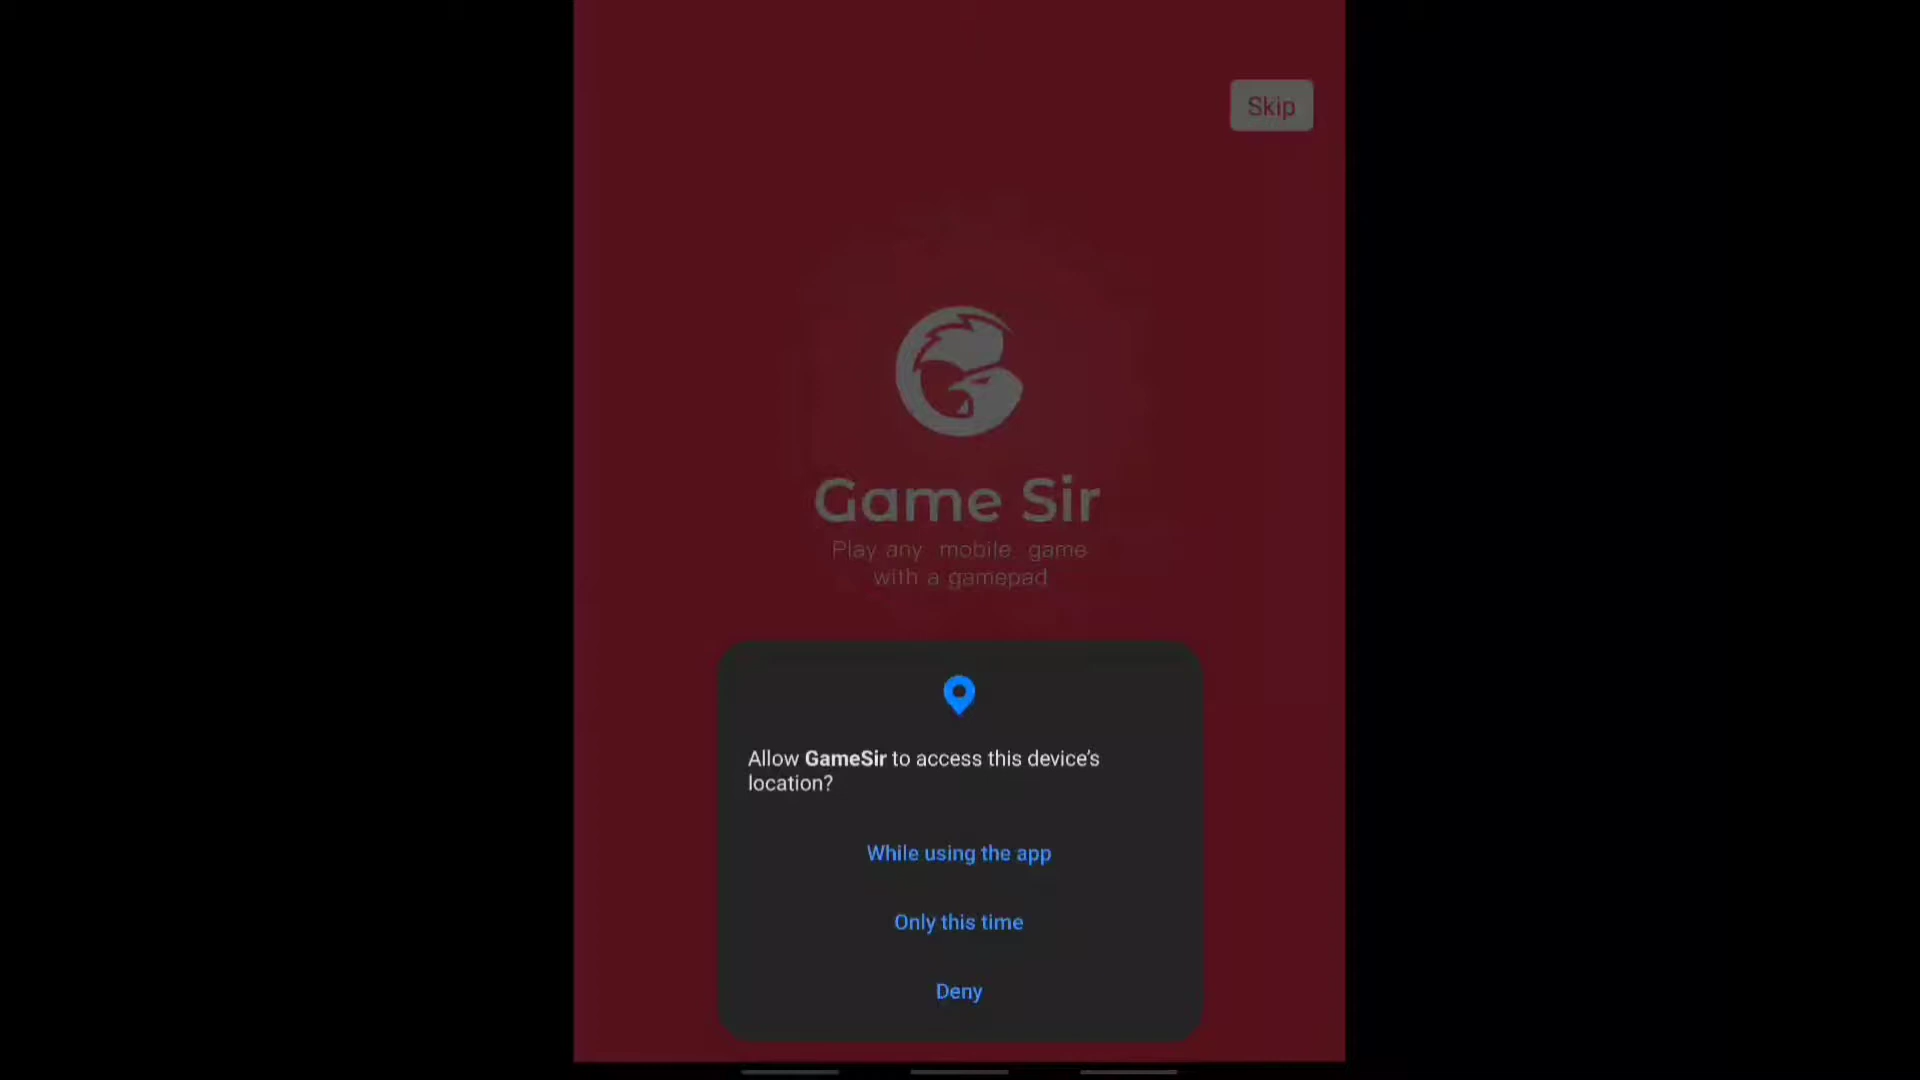 Skip
Game Sir
Play any mobile game
with a gamepad
Allow GameSir to access this device's
location?
While using the app
Only this time
Deny